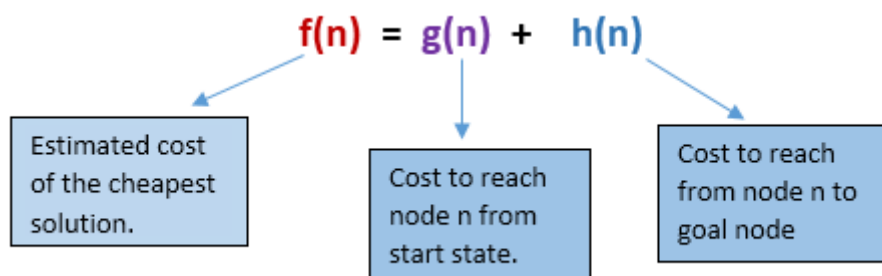 f(n) = g(n) + h(n)
Estimated cost
of the cheapest
solution.
Cost to reach
node n from
start state.
Cost to reach
from node n to
goal node